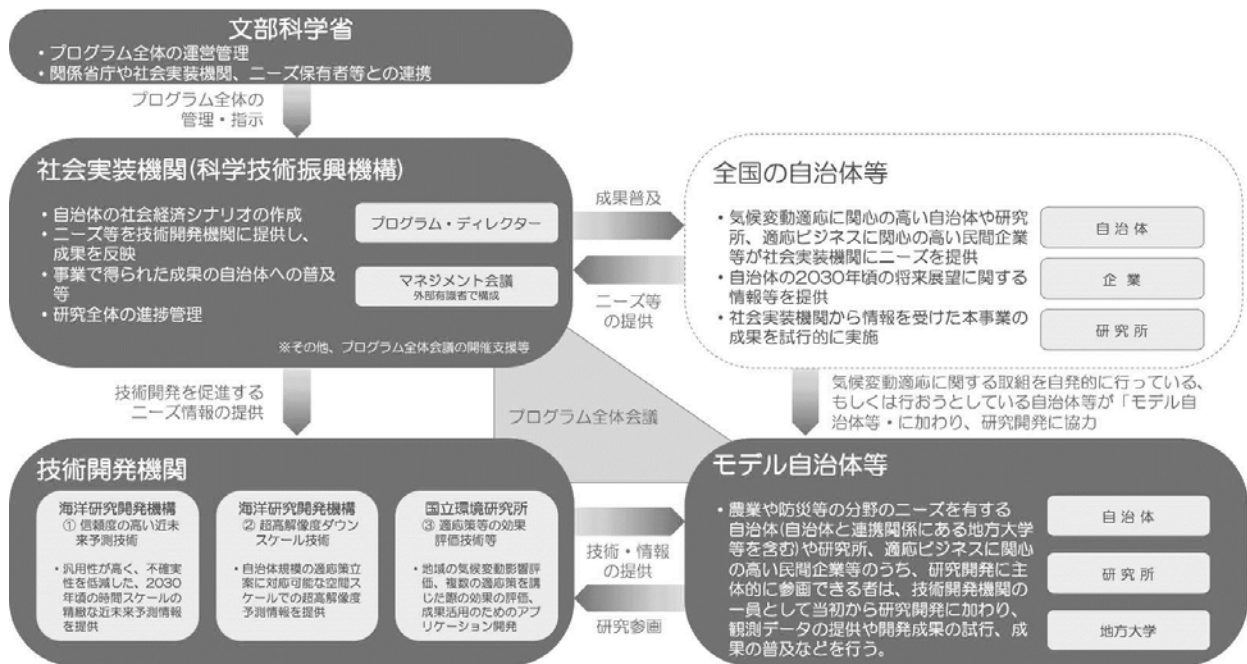 文部科学省
・プログラム全体の運営管理
・関係省庁や社会実装機関、ニーズ保有者等との連携
プログラム全体の
管理・指示
社会実装機関(科学技術振興機構)
・自治体の社会経済シナリオの作成
・ニーズ等を技術開発機関に提供し、
成果を反映
・事業で得られた成果の自治体への普及
等
・研究全体の進捗管理
プログラム・ディレクター
マネジメント会議
外部有識者で構成
※その他、プログラム全体会議の開催支援等
成果普及
ニーズ等
の提供
全国の自治体等
・気候変動適応に関心の高い自治体や研究
所、適応ビジネスに関心の高い民間企業
等が社会実装機関にニーズを提供
・自治体の2030年頃の将来展望に関する
情報等を提供
・社会実装機関から情報を受けた本事業の
成果を試行的に実施
自治体
企業
研究所
技術開発を促進する
ニーズ情報の提供
プログラム全体会議
気候変動適応に関する取組を自発的に行っている、
もしくは行おうとしている自治体等が「モデル自
治体等・に加わり、研究開発に協力
技術開発機関
海洋研究開発機構
① 信頼度の高い近未
来予測技術
・汎用性が高く、不確実
性を低減した、2030
年頃の時間スケールの
精緻な近未来予測情報
を提供
海洋研究開発機構
② 超高解像度ダウン
スケール技術
・自治体規模の適応策立
案に対応可能な空間ス
ケールでの超高解像度
予測情報を提供
国立環境研究所
③ 適応策等の効果
評価技術等
・地域の気候変動影響評
価、複数の適応策を講
じた際の効果の評価、
成果活用のためのアプ
リケーション開発
技術・情報
の提供
研究参画
モデル自治体等
・農業や防災等の分野のニーズを有する
自治体(自治体と連携関係にある地方大学
等を含む)や研究所、適応ビジネスに関心
の高い民間企業等のうち、研究開発に主
体的に参画できる者は、技術開発機関の
一員として当初から研究開発に加わり、
観測データの提供や開発成果の試行、成
果の普及などを行う。
自治体
研究所
地方大学